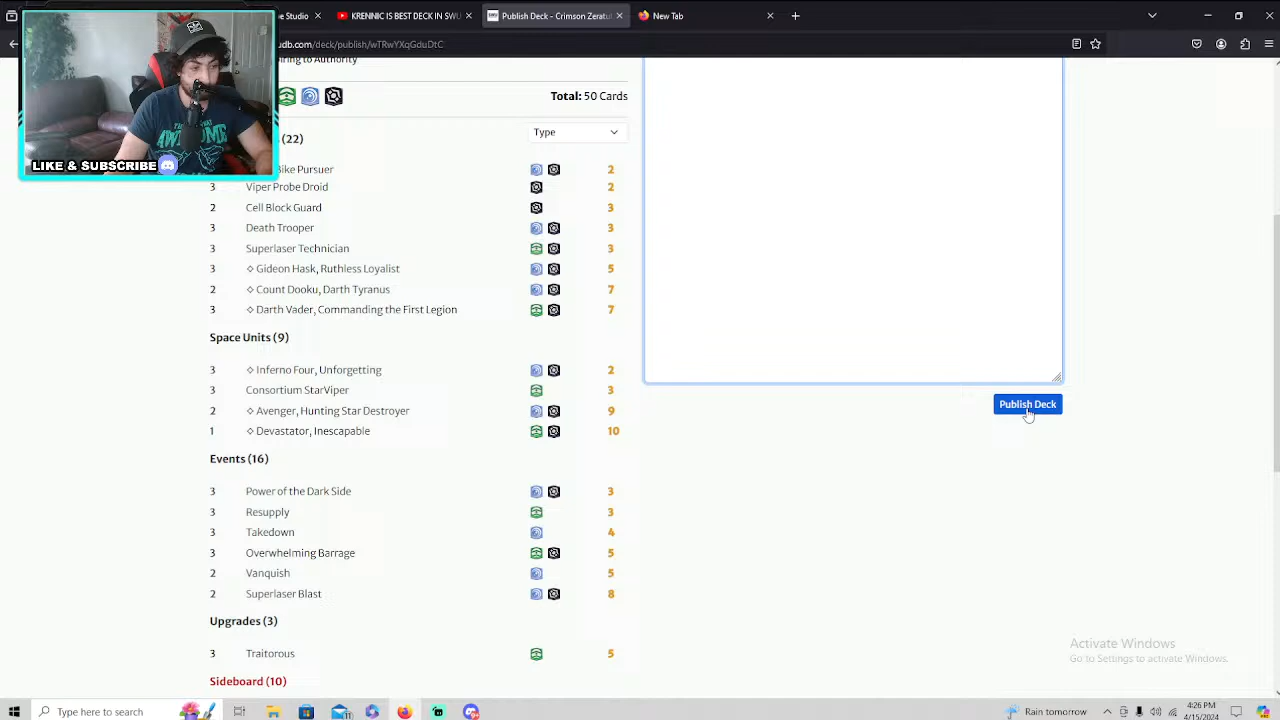 e Studio
KRENNIC IS BEST DECK IN SV
Publish Deck - Crimson Zeratul
New Tab
udb.com/deck/publish/wTRwYXqGduDtC
iring to Authority
Total: 50 Cards
(22)
Type
Bike Pursuer 2
3 Viper Probe Droid 2
2 Cell Block Guard 3
3 Death Trooper 3
3 Superlaser Technician 3
3 Gideon Hask, Ruthless Loyalist 5
2 Count Dooku, Darth Tyranus 7
3 Darth Vader, Commanding the First Legion 7
Space Units (9)
3 Inferno Four, Unforgetting 2
3 Consortium StarViper 3
2 Avenger, Hunting Star Destroyer 9
1 Devastator, Inescapable 10
Events (16)
3 Power of the Dark Side 3
3 Resupply 3
3 Takedown 4
3 Overwhelming Barrage 5
2 Vanquish 5
2 Superlaser Blast 8
Upgrades (3)
3 Traitorous 5
Sideboard (10)
Publish Deck
LIKE & SUBSCRIBE
AWESOME
Activate Windows
Go to Settings to activate Windows.
Type here to search
Rain tomorrow
4:26 PM
4/15/2024